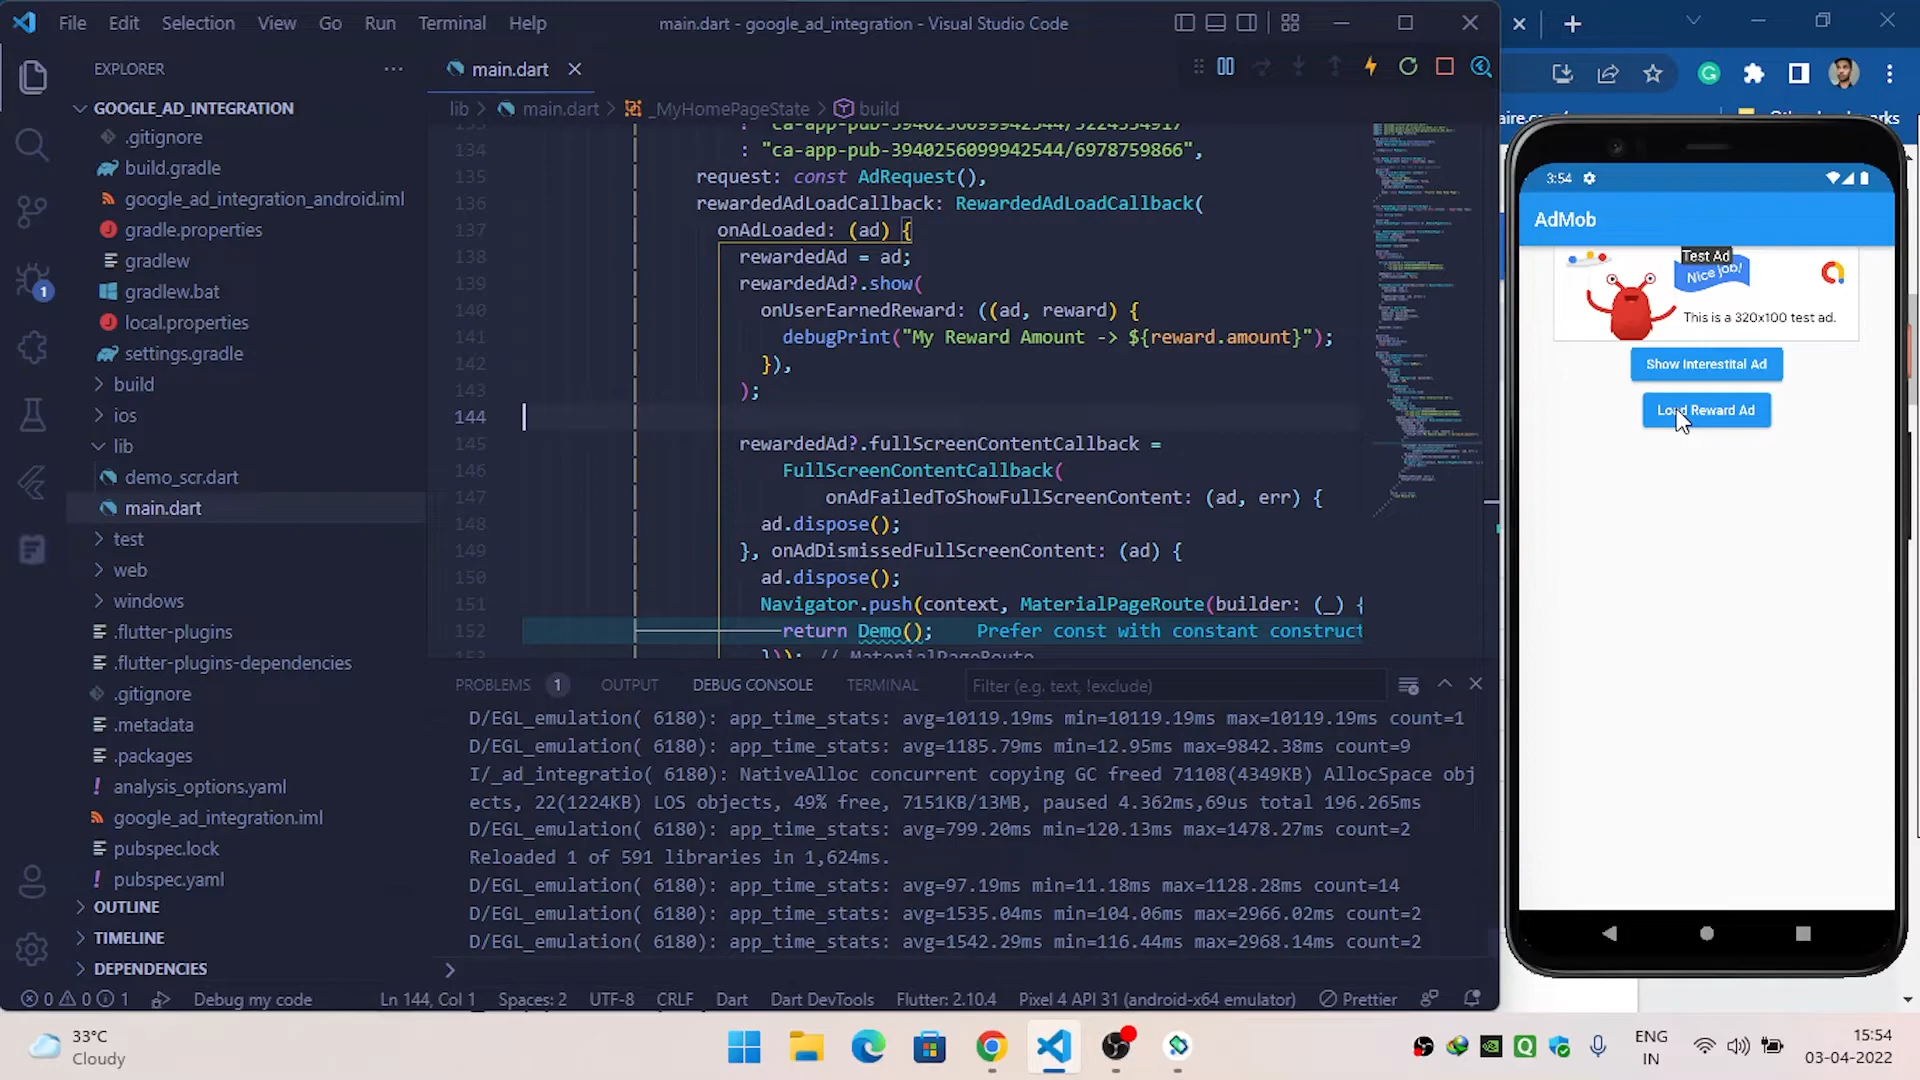 File Edit Selection View Go Run Terminal Help
main.dart - google_ad_integration - Visual Studio Code
EXPLORER
GOOGLE_AD_INTEGRATION
.gitignore
build.gradle
google_ad_integration_android.iml
gradle.properties
gradlew
gradlew.bat
local.properties
settings.gradle
build
ios
lib
demo_scr.dart
main.dart
test
web
windows
.flutter-plugins
.flutter-plugins-dependencies
.gitignore
.metadata
.packages
analysis_options.yaml
google_ad_integration.iml
pubspec.lock
pubspec.yaml
OUTLINE
TIMELINE
DEPENDENCIES
1
main.dart
lib > main.dart > _MyHomePageState > build
133 : "ca-app-pub-3940256099942544/5224354917"
134 : "ca-app-pub-3940256099942544/6978759866",
135 request: const AdRequest(),
136 rewardedAdLoadCallback: RewardedAdLoadCallback(
137 onAdLoaded: (ad) {
138 rewardedAd = ad;
139 rewardedAd?.show(
140 onUserEarnedReward: ((ad, reward) {
141 debugPrint("My Reward Amount -> ${reward.amount}");
142 }),
143 );
144
145 rewardedAd?.fullScreenContentCallback =
146 FullScreenContentCallback(
147 onAdFailedToShowFullScreenContent: (ad, err) {
148 ad.dispose();
149 }, onAdDismissedFullScreenContent: (ad) {
150 ad.dispose();
151 Navigator.push(context, MaterialPageRoute(builder: (_) {
152 return Demo(); Prefer const with constant construct
153 })); // MaterialPageRoute
PROBLEMS 1 OUTPUT DEBUG CONSOLE TERMINAL Filter (e.g. text, !exclude)
D/EGL_emulation( 6180): app_time_stats: avg=10119.19ms min=10119.19ms max=10119.19ms count=1
D/EGL_emulation( 6180): app_time_stats: avg=1185.79ms min=12.95ms max=9842.38ms count=9
I/_ad_integratio( 6180): NativeAlloc concurrent copying GC freed 71108(4349KB) AllocSpace obj
ects, 22(1224KB) LOS objects, 49% free, 7151KB/13MB, paused 4.362ms,69us total 196.265ms
D/EGL_emulation( 6180): app_time_stats: avg=799.20ms min=120.13ms max=1478.27ms count=2
Reloaded 1 of 591 libraries in 1,624ms.
D/EGL_emulation( 6180): app_time_stats: avg=97.19ms min=11.18ms max=1128.28ms count=14
D/EGL_emulation( 6180): app_time_stats: avg=1535.04ms min=104.06ms max=2966.02ms count=2
D/EGL_emulation( 6180): app_time_stats: avg=1542.29ms min=116.44ms max=2968.14ms count=2
0 0 1 Debug my code Ln 144, Col 1 Spaces: 2 UTF-8 CRLF Dart Dart DevTools Flutter: 2.10.4 Pixel 4 API 31 (android-x64 emulator) Prettier
3:54
AdMob
Test Ad
Nice job!
This is a 320x100 test ad.
Show Interestital Ad
Load Reward Ad
33°C
Cloudy
ENG
IN
15:54
03-04-2022